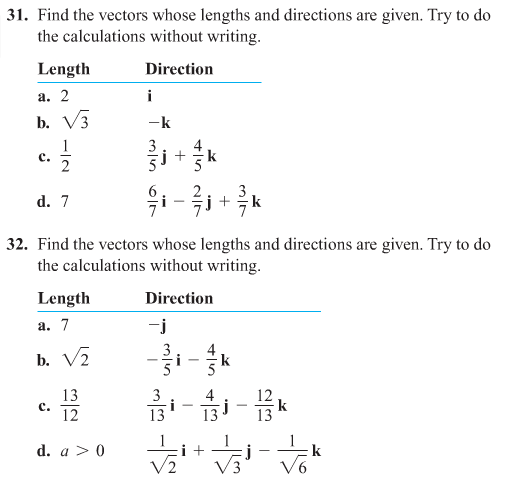 31. Find the vectors whose lengths and directions are given. Try to do
the calculations without writing.
Length Direction
a. 2 i
b. √3 −k
c. 1/2 3/5 j + 4/5 k
d. 7 6/7 i − 2/7 j + 3/7 k
32. Find the vectors whose lengths and directions are given. Try to do
the calculations without writing.
Length Direction
a. 7 −j
b. √2 −3/5 i − 4/5 k
c. 13/12 3/13 i − 4/13 j − 12/13 k
d. a > 0 1/√2 i + 1/√3 j − 1/√6 k